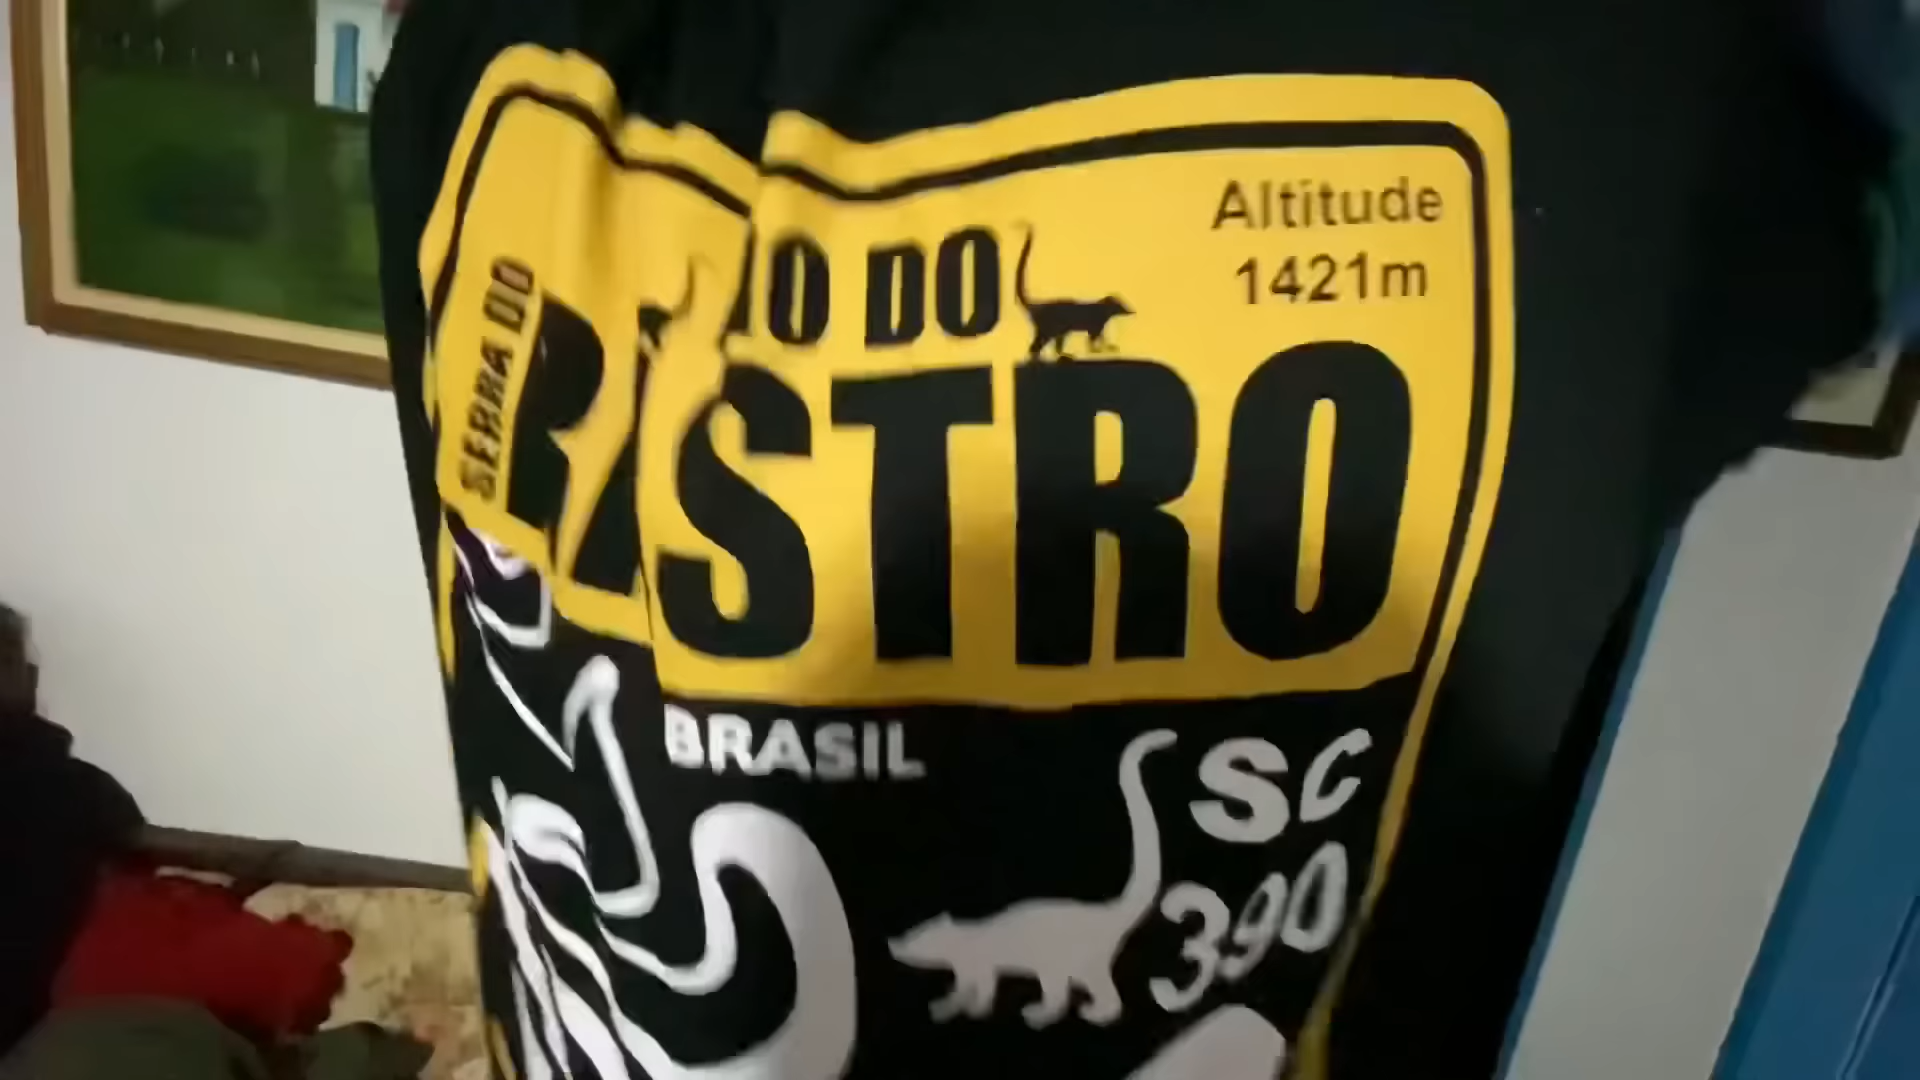 SERRA DO
O DO
Altitude
1421m
R STRO
BRASIL
SC
390